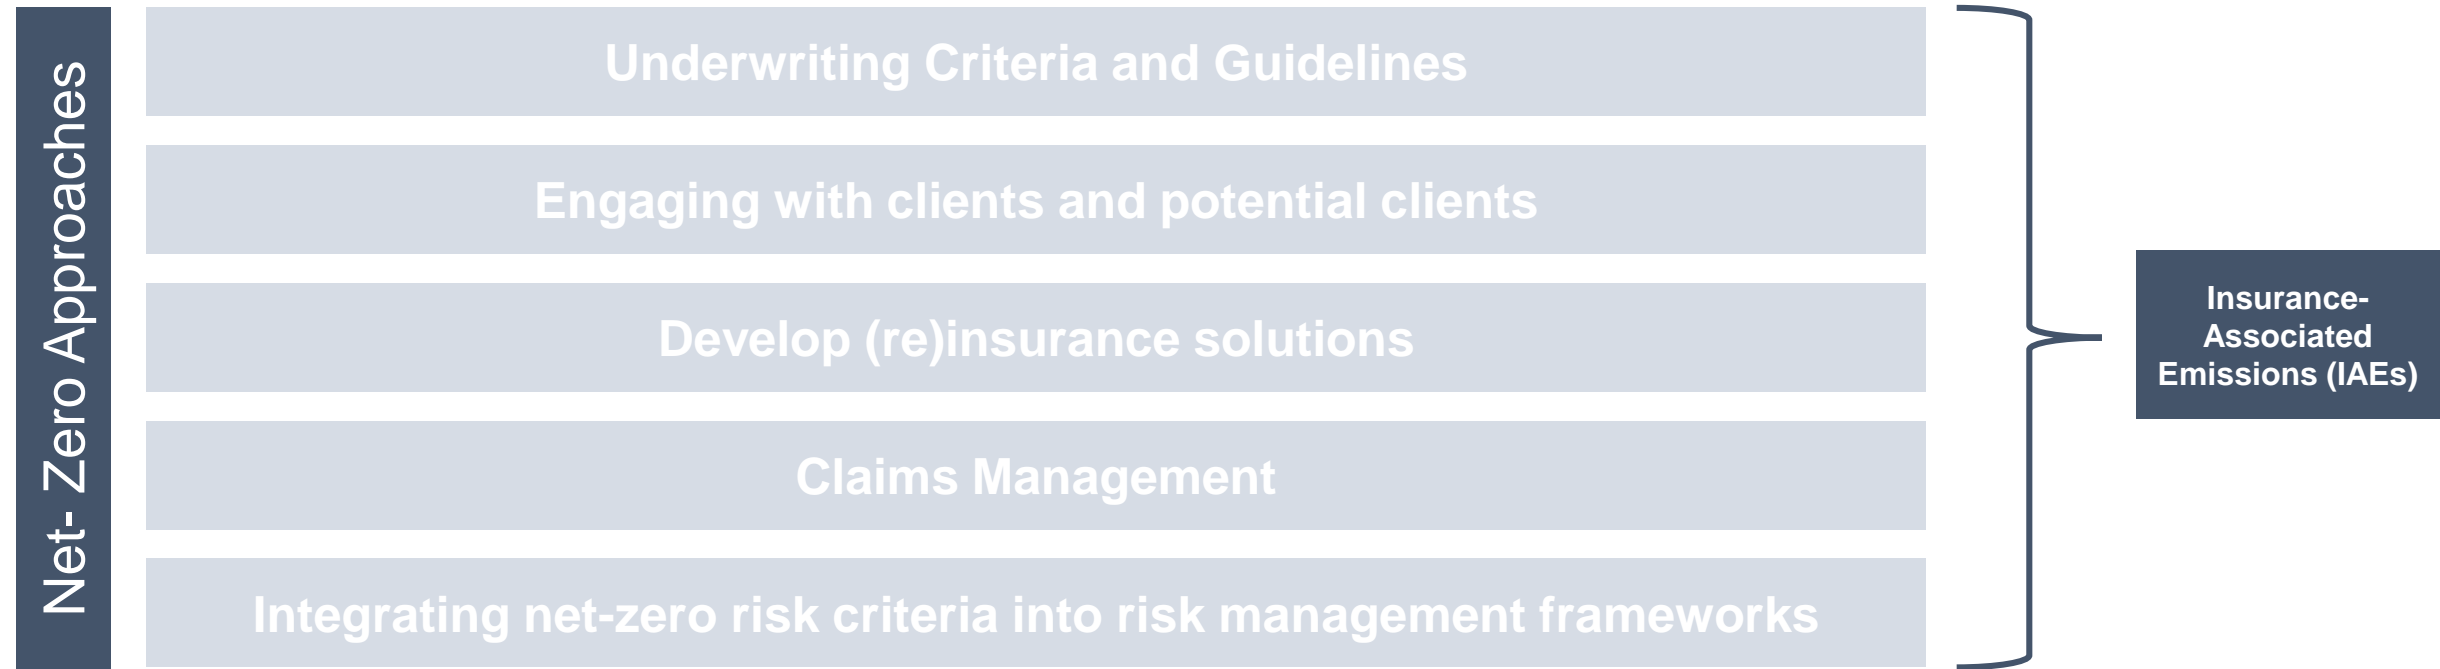 Net- Zero Approaches
Underwriting Criteria and Guidelines
Engaging with clients and potential clients
Develop (re)insurance solutions
Claims Management
Integrating net-zero risk criteria into risk management frameworks
Insurance-
Associated
Emissions (IAEs)